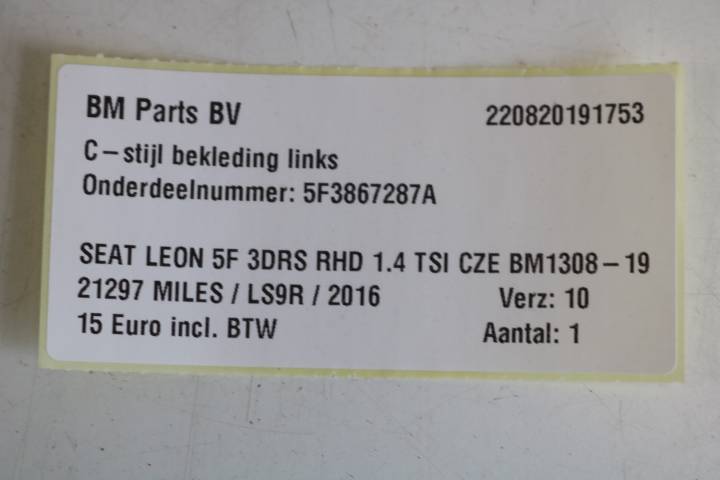 BM Parts BV 220820191753
C-stijl bekleding links
Onderdeelnummer: 5F3867287A
SEAT LEON 5F 3DRS RHD 1.4 TSI CZE BM1308-19
21297 MILES / LS9R / 2016 Verz: 10
15 Euro incl. BTW Aantal: 1